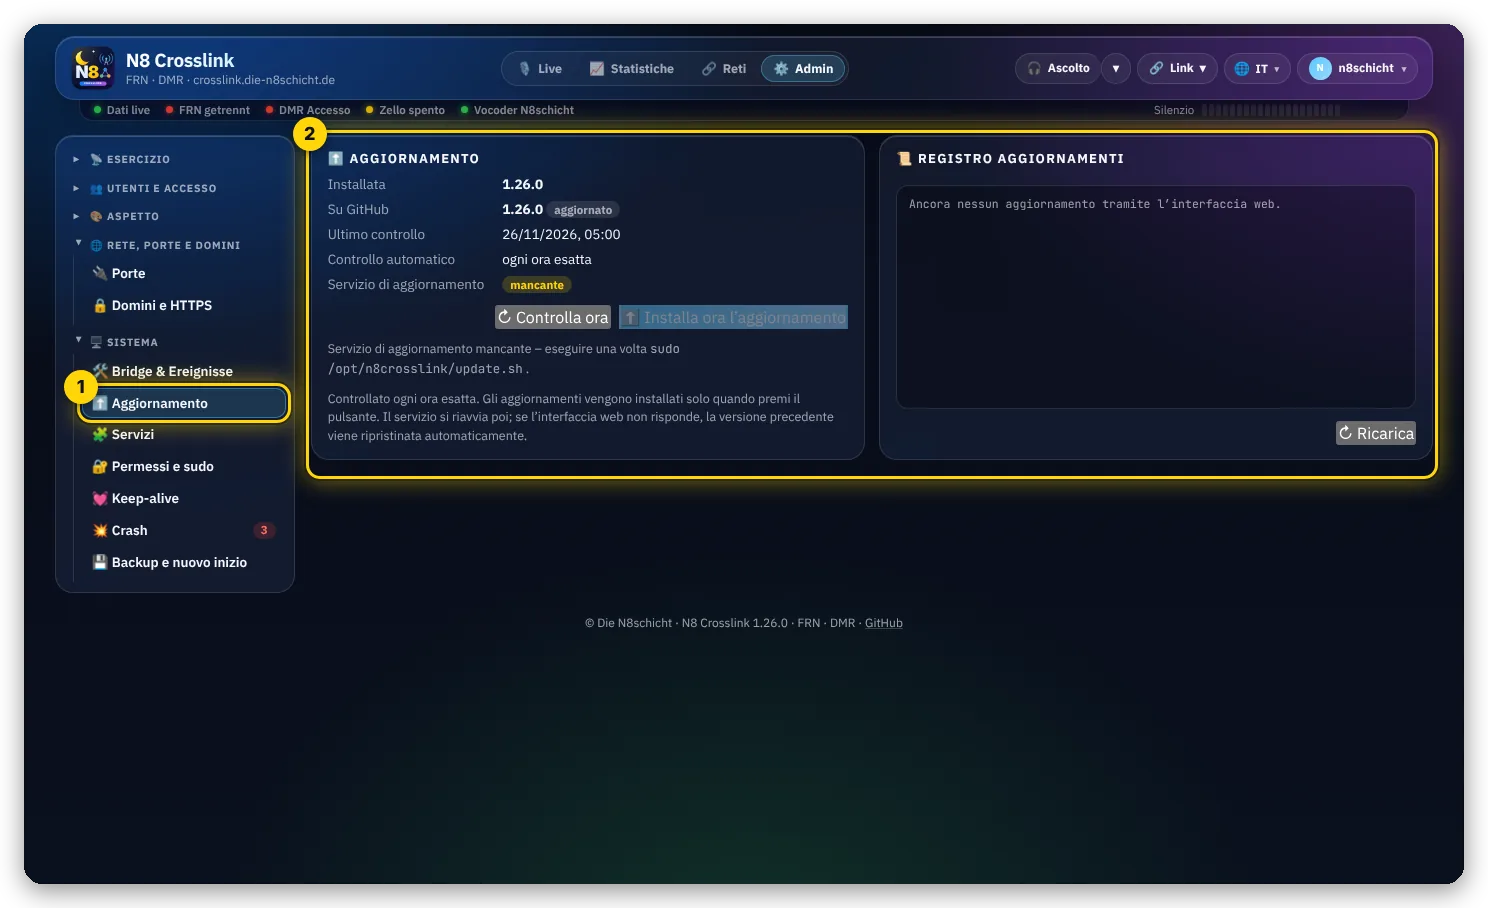 N8 Crosslink
FRN · DMR · crosslink.die-n8schicht.de
Live
Statistiche
Reti
Admin
Ascolto
▾
Link ▾
IT ▾
N
n8schicht ▾
Dati live
FRN getrennt
DMR Accesso
Zello spento
Vocoder N8schicht
Silenzio
ESERCIZIO
UTENTI E ACCESSO
ASPETTO
RETE, PORTE E DOMINI
Porte
Domini e HTTPS
SISTEMA
Bridge & Ereignisse
1
Aggiornamento
Servizi
Permessi e sudo
Keep-alive
Crash 3
Backup e nuovo inizio
2
AGGIORNAMENTO
Installata 1.26.0
Su GitHub 1.26.0 aggiornato
Ultimo controllo 26/11/2026, 05:00
Controllo automatico ogni ora esatta
Servizio di aggiornamento mancante
↻ Controlla ora
Installa ora l’aggiornamento
Servizio di aggiornamento mancante – eseguire una volta sudo
/opt/n8crosslink/update.sh .
Controllato ogni ora esatta. Gli aggiornamenti vengono installati solo quando premi il
pulsante. Il servizio si riavvia poi; se l’interfaccia web non risponde, la versione precedente
viene ripristinata automaticamente.
REGISTRO AGGIORNAMENTI
Ancora nessun aggiornamento tramite l’interfaccia web.
↻ Ricarica
© Die N8schicht · N8 Crosslink 1.26.0 · FRN · DMR · GitHub